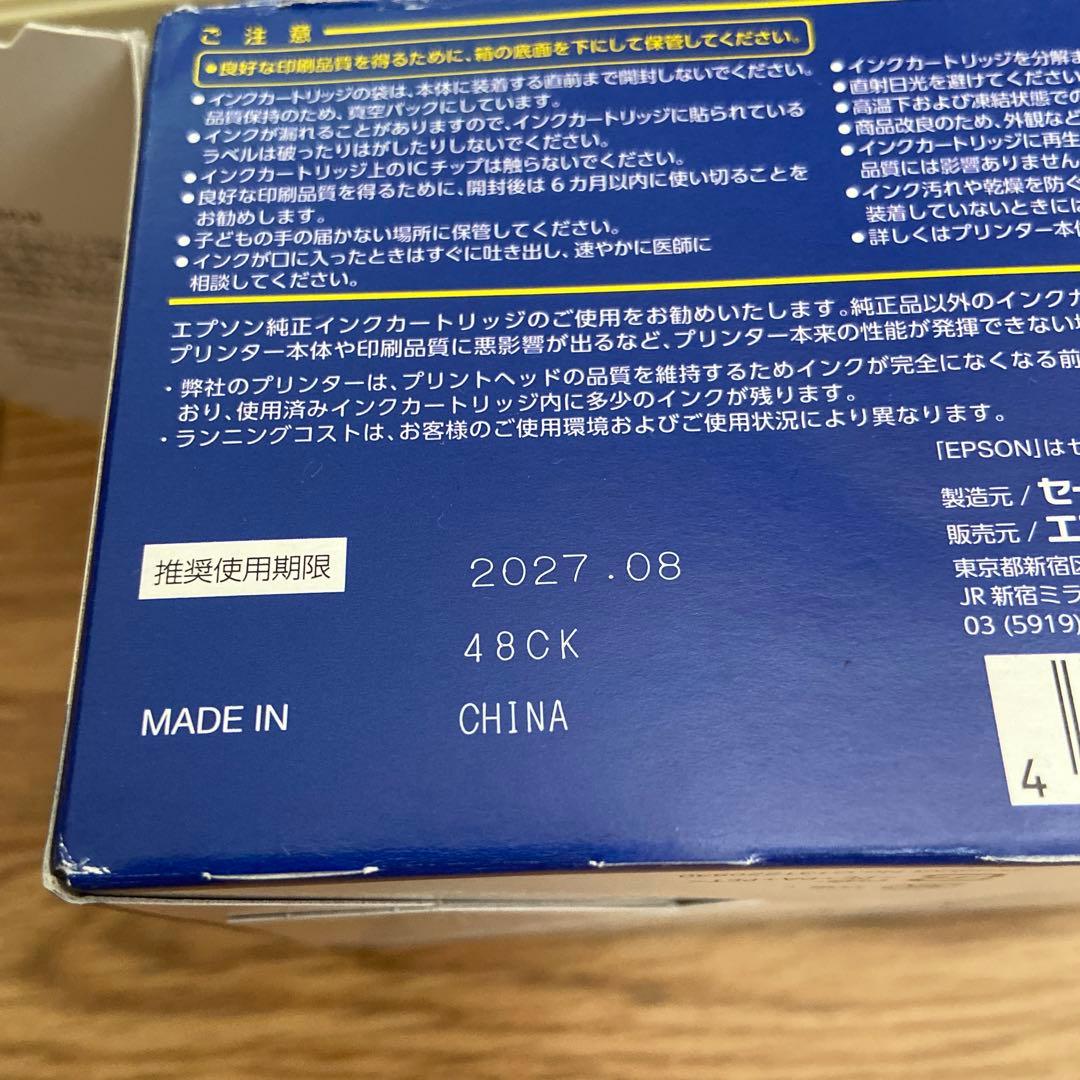 ご注意
●良好な印刷品質を得るために、箱の底面を下にして保管してください。
●インクカートリッジの袋は、本体に装着する直前まで開封しないでください。
品質保持のため、真空パックにしています。
●インクが漏れることがありますので、インクカートリッジに貼られている
ラベルは破ったりはがしたりしないでください。
●インクカートリッジ上のICチップは触らないでください。
●良好な印刷品質を得るために、開封後は6カ月以内に使い切ることを
お勧めします。
●子どもの手の届かない場所に保管してください。
●インクが口に入ったときはすぐに吐き出し、速やかに医師に
相談してください。
●インクカートリッジを分解ま
●直射日光を避けてください
●高温下および凍結状態での
●商品改良のため、外観など
●インクカートリッジに再生
品質には影響ありません
●インク汚れや乾燥を防ぐ
装着していないときには
●詳しくはプリンター本体
エプソン純正インクカートリッジのご使用をお勧めいたします。純正品以外のインクカ
プリンター本体や印刷品質に悪影響が出るなど、プリンター本来の性能が発揮できない場
・弊社のプリンターは、プリントヘッドの品質を維持するためインクが完全になくなる前
おり、使用済みインクカートリッジ内に多少のインクが残ります。
・ランニングコストは、お客様のご使用環境およびご使用状況により異なります。
「EPSON」はセ
製造元 / セー
販売元 / エフ
東京都新宿区
JR 新宿ミラ
03 (5919)
推奨使用期限 2027.08
48CK
MADE IN CHINA
4